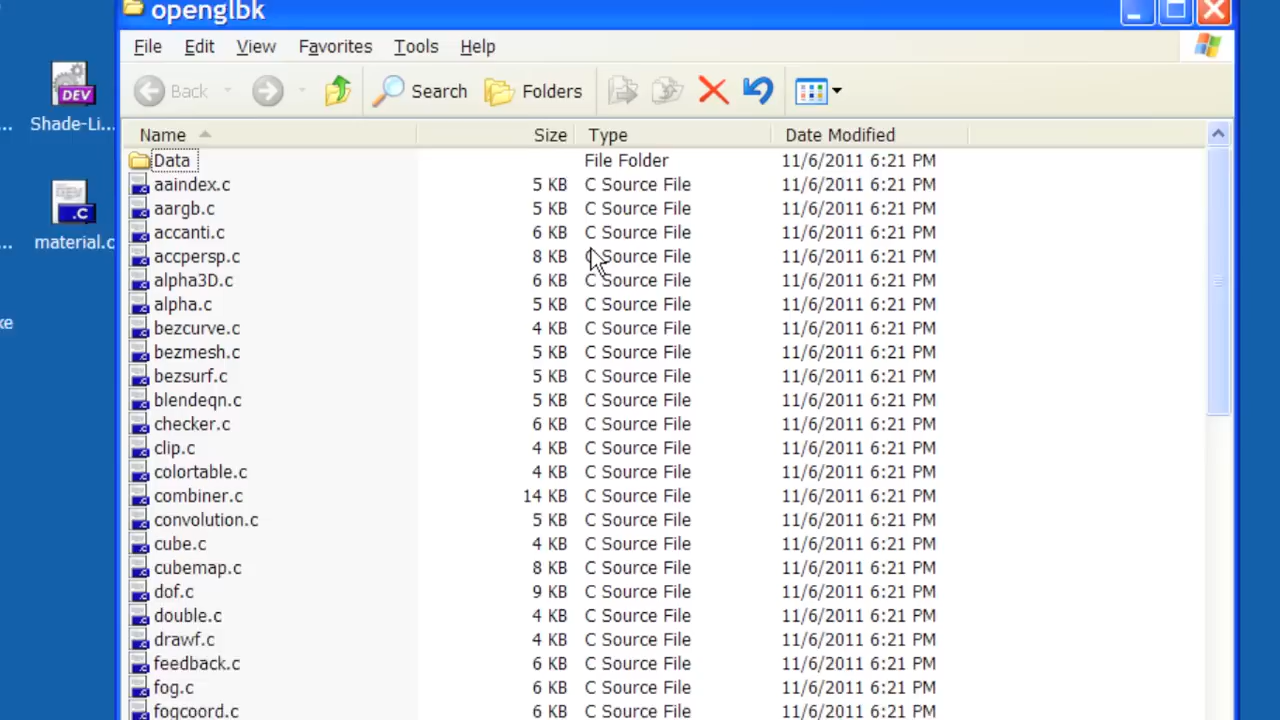 openglbk
File Edit View Favorites Tools Help
Back Search Folders
Name Size Type Date Modified
Data File Folder 11/6/2011 6:21 PM
aaindex.c 5 KB C Source File 11/6/2011 6:21 PM
aargb.c 5 KB C Source File 11/6/2011 6:21 PM
accanti.c 6 KB C Source File 11/6/2011 6:21 PM
accpersp.c 8 KB C Source File 11/6/2011 6:21 PM
alpha3D.c 6 KB C Source File 11/6/2011 6:21 PM
alpha.c 5 KB C Source File 11/6/2011 6:21 PM
bezcurve.c 4 KB C Source File 11/6/2011 6:21 PM
bezmesh.c 5 KB C Source File 11/6/2011 6:21 PM
bezsurf.c 5 KB C Source File 11/6/2011 6:21 PM
blendeqn.c 5 KB C Source File 11/6/2011 6:21 PM
checker.c 6 KB C Source File 11/6/2011 6:21 PM
clip.c 4 KB C Source File 11/6/2011 6:21 PM
colortable.c 4 KB C Source File 11/6/2011 6:21 PM
combiner.c 14 KB C Source File 11/6/2011 6:21 PM
convolution.c 5 KB C Source File 11/6/2011 6:21 PM
cube.c 4 KB C Source File 11/6/2011 6:21 PM
cubemap.c 8 KB C Source File 11/6/2011 6:21 PM
dof.c 9 KB C Source File 11/6/2011 6:21 PM
double.c 4 KB C Source File 11/6/2011 6:21 PM
drawf.c 4 KB C Source File 11/6/2011 6:21 PM
feedback.c 6 KB C Source File 11/6/2011 6:21 PM
fog.c 6 KB C Source File 11/6/2011 6:21 PM
fogcoord.c 6 KB C Source File 11/6/2011 6:21 PM
DEV
... Shade-Li...
.C
... material.c
xe